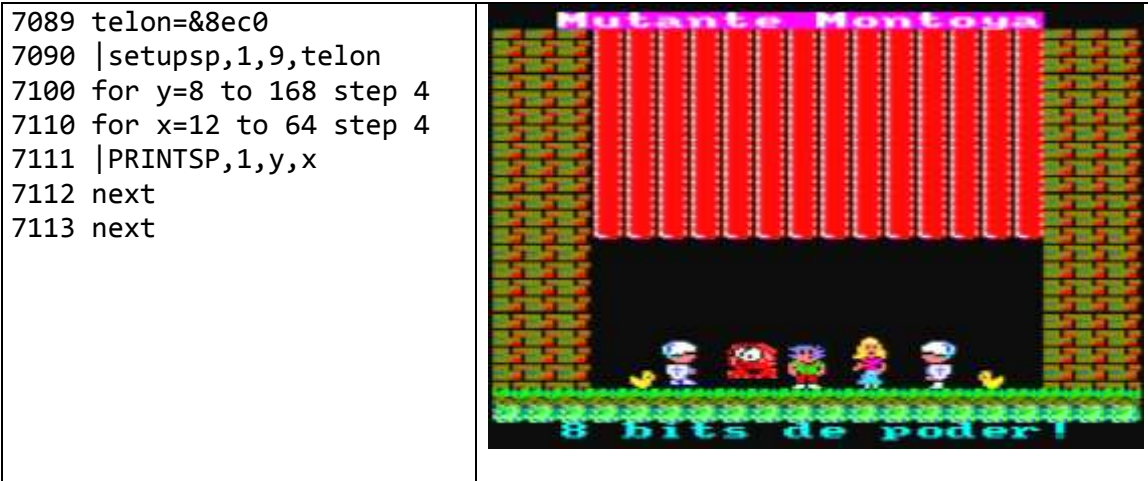 7089 telon=&8ec0
7090 |setupsp,1,9,telon
7100 for y=8 to 168 step 4
7110 for x=12 to 64 step 4
7111 |PRINTSP,1,y,x
7112 next
7113 next
Mutante Montoya
8 bits de poder!